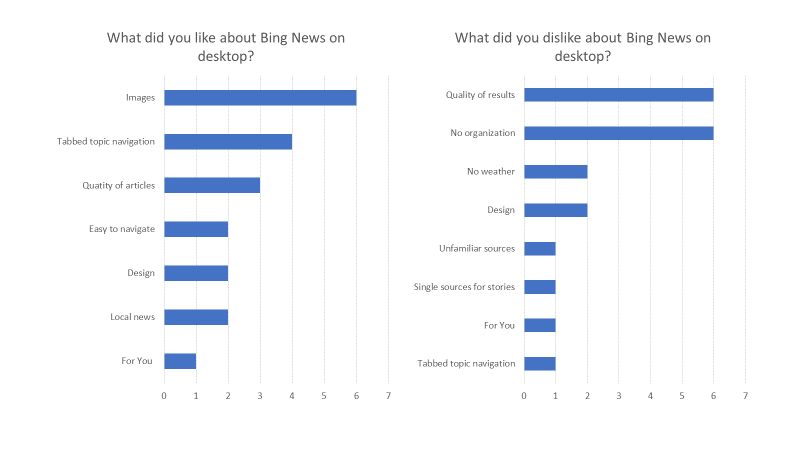 What did you like about Bing News on
desktop?
Images
Tabbed topic navigation
Quatity of articles
Easy to navigate
Design
Local news
For You
0 1 2 3 4 5 6 7
What did you dislike about Bing News on
desktop?
Quality of results
No organization
No weather
Design
Unfamiliar sources
Single sources for stories
For You
Tabbed topic navigation
0 1 2 3 4 5 6 7